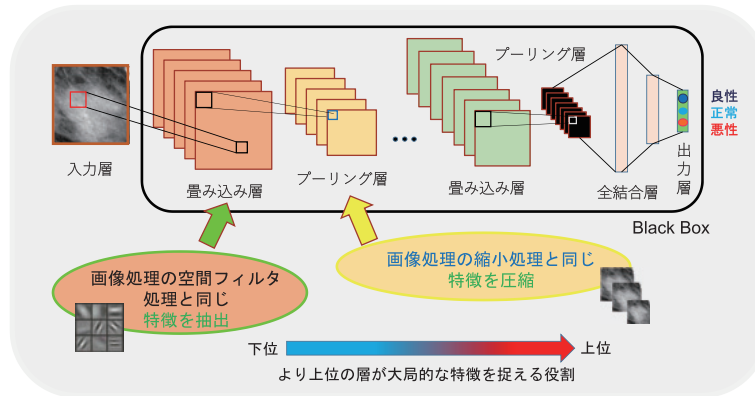 プーリング層
良性
正常
悪性
入力層
畳み込み層
プーリング層
畳み込み層
全結合層
出力層
Black Box
画像処理の空間フィルタ
処理と同じ
特徴を抽出
画像処理の縮小処理と同じ
特徴を圧縮
下位
上位
より上位の層が大局的な特徴を捉える役割